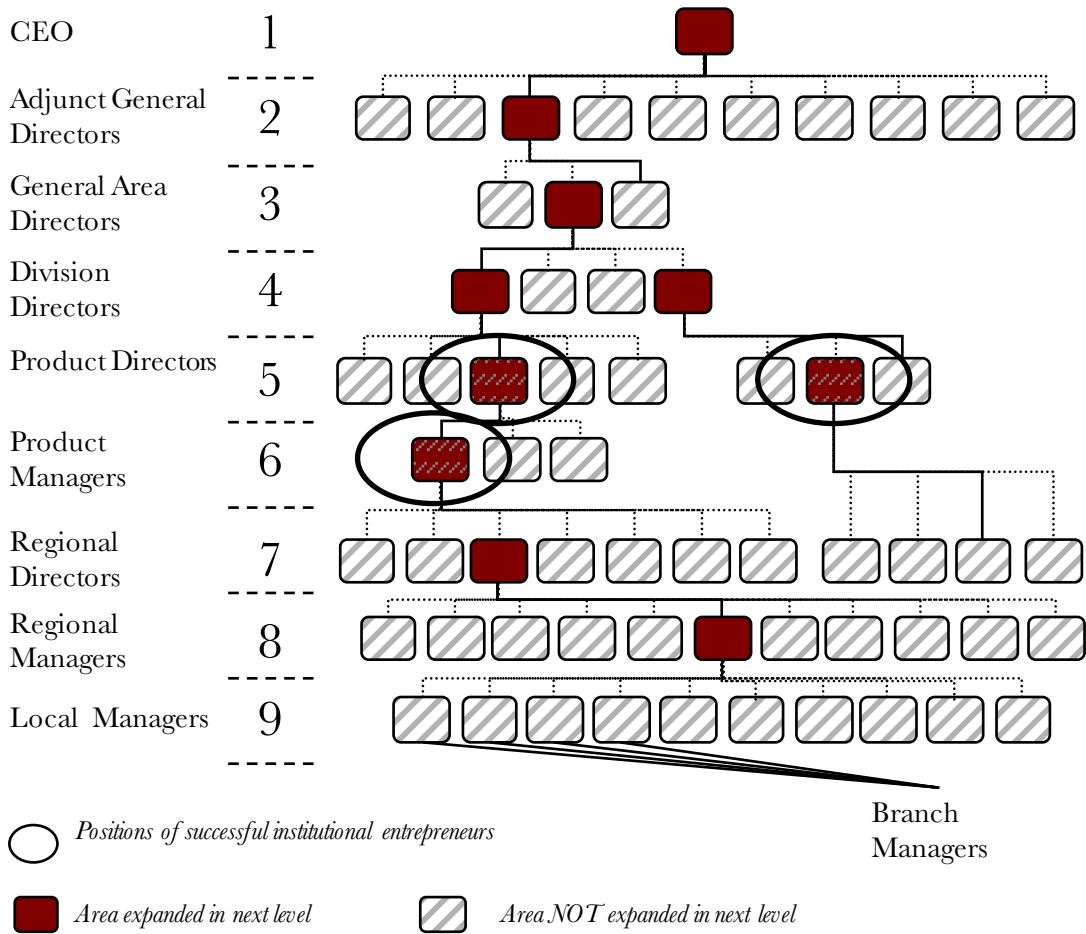 CEO 1
Adjunct General
Directors
2
General Area
Directors
3
Division
Directors
4
Product Directors 5
Product
Managers
6
Regional
Directors
7
Regional
Managers
8
Local Managers 9
Branch
Managers
Positions of successful institutional entrepreneurs
Area expanded in next level
Area NOT expanded in next level